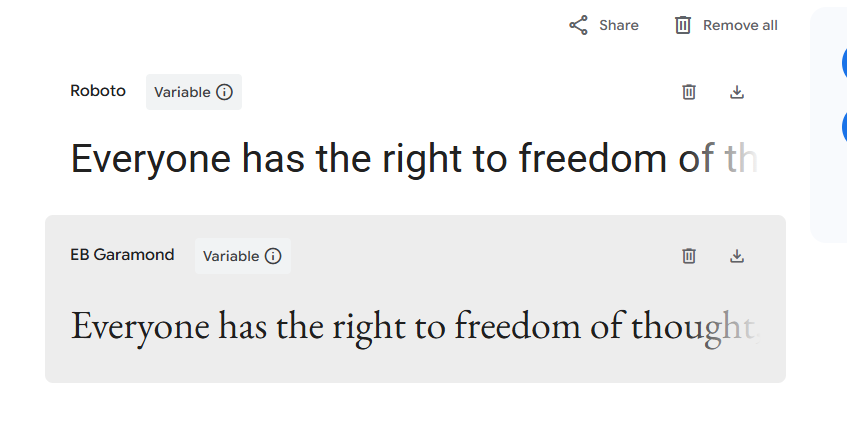 Share Remove all
Roboto Variable
Everyone has the right to freedom of th
EB Garamond Variable
Everyone has the right to freedom of thought